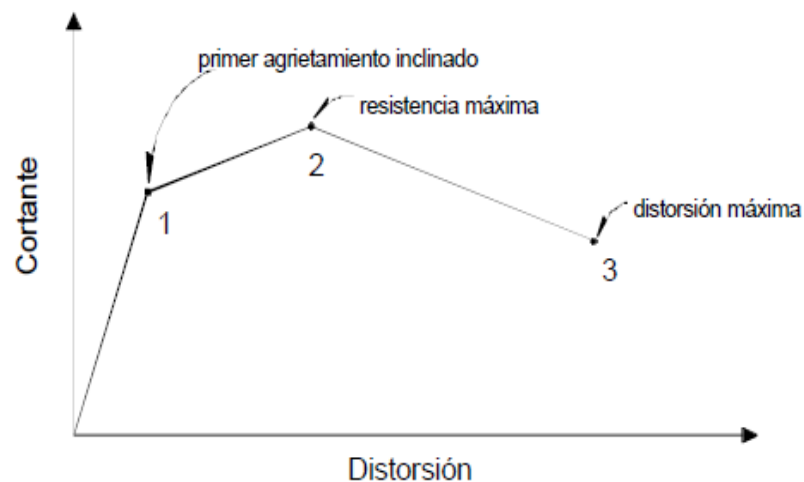 primer agrietamiento inclinado
resistencia máxima
2
1
distorsión máxima
3
Cortante
Distorsión